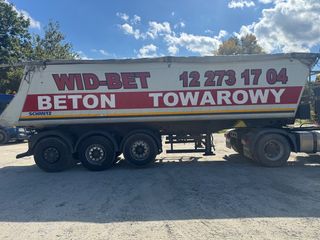 WID-BET 12 273 17 04
BETON TOWAROWY
SCHMITZ